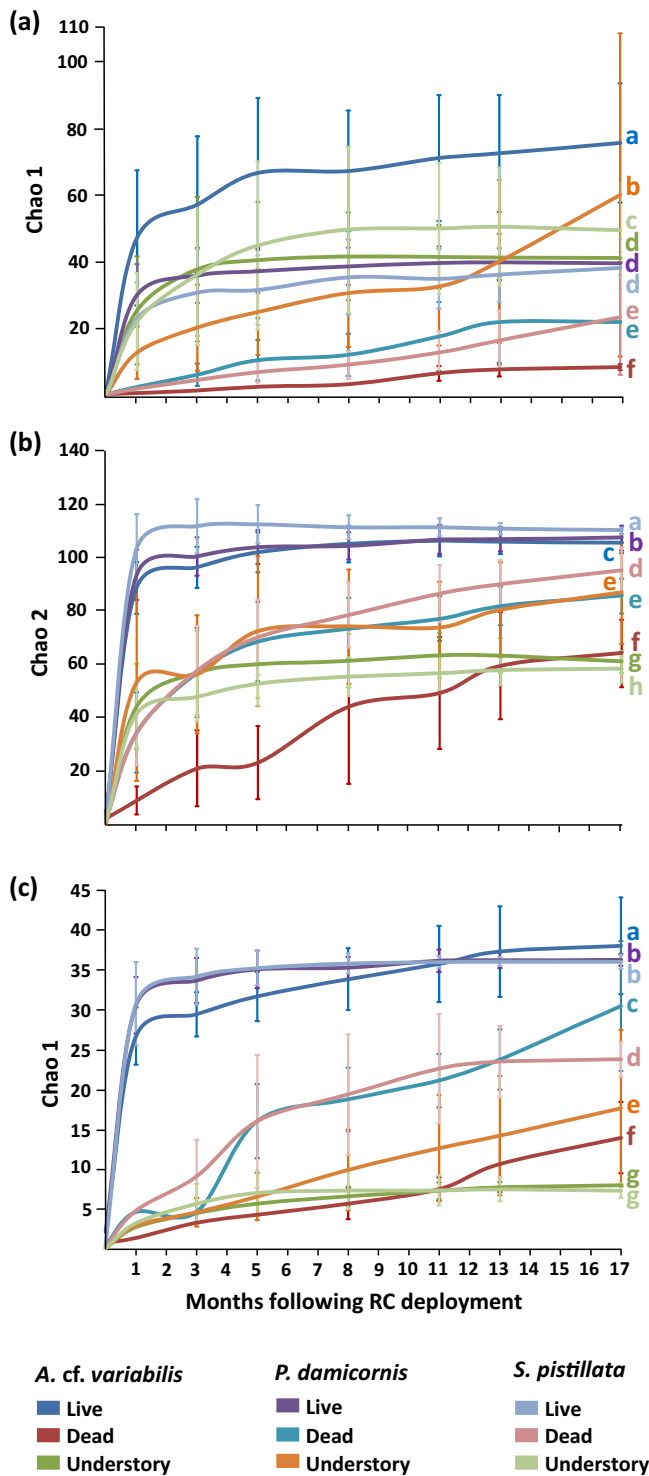 (a)
110
100
80
60
40
20
Chao 1
a
b
c
d
d
d
e
e
f
(b)
140
120
100
80
60
40
20
Chao 2
a
b
c
d
e
e
f
g
h
(c)
45
40
35
30
25
20
15
10
5
Chao 1
a
b
b
c
d
e
f
g
g
1 2 3 4 5 6 7 8 9 10 11 12 13 14 15 16 17
Months following RC deployment
A. cf. variabilis
Live
Dead
Understory
P. damicornis
Live
Dead
Understory
S. pistillata
Live
Dead
Understory